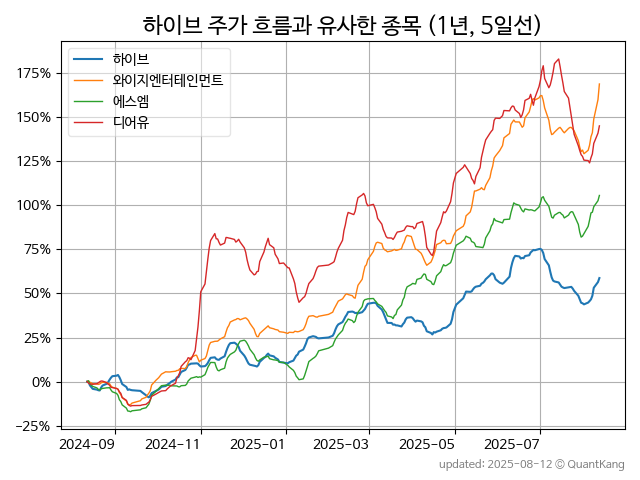 하이브 주가 흐름과 유사한 종목 (1년, 5일선)
하이브
와이지엔터테인먼트
에스엠
디어유
175%
150%
125%
100%
75%
50%
25%
0%
−25%
2024-09 2024-11 2025-01 2025-03 2025-05 2025-07
updated: 2025-08-12 © QuantKang